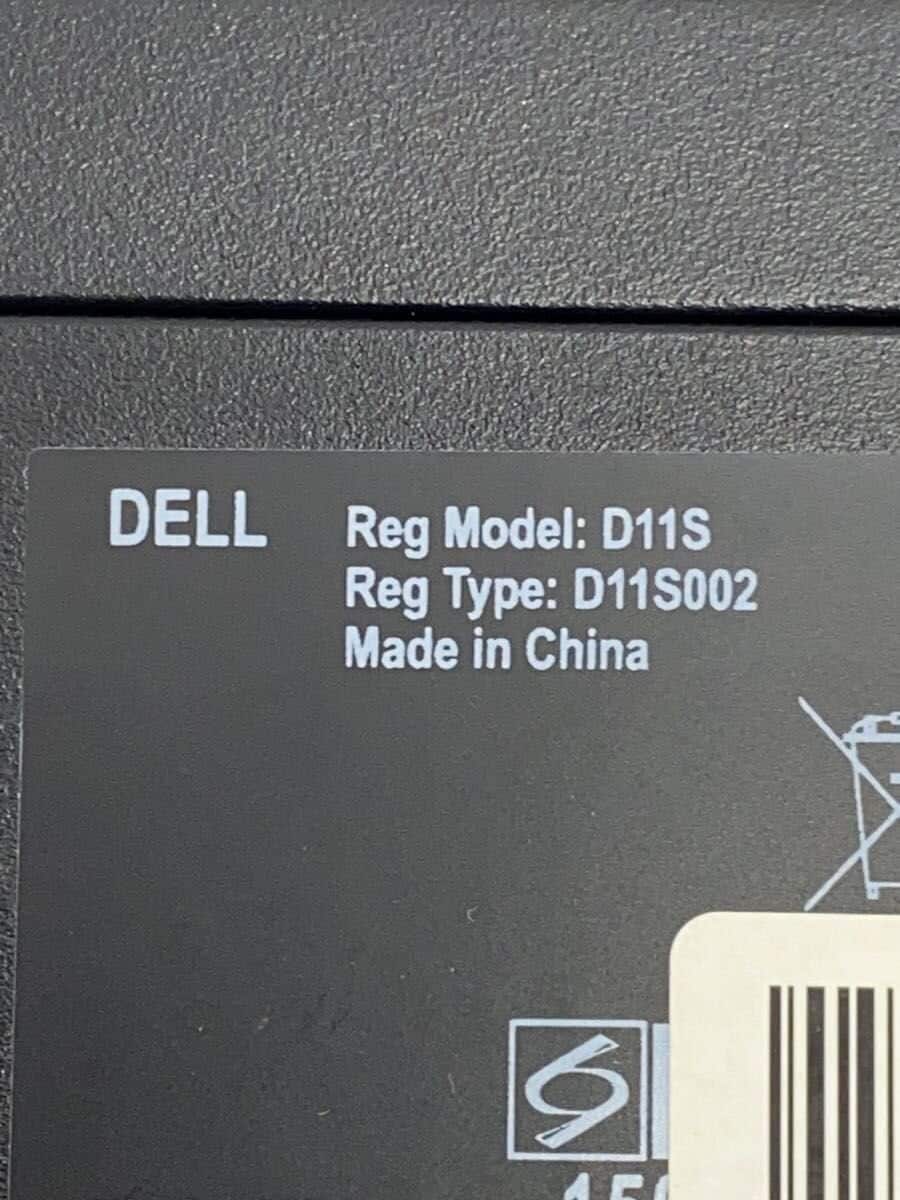 DELL
Reg Model: D11S
Reg Type: D11S002
Made in China